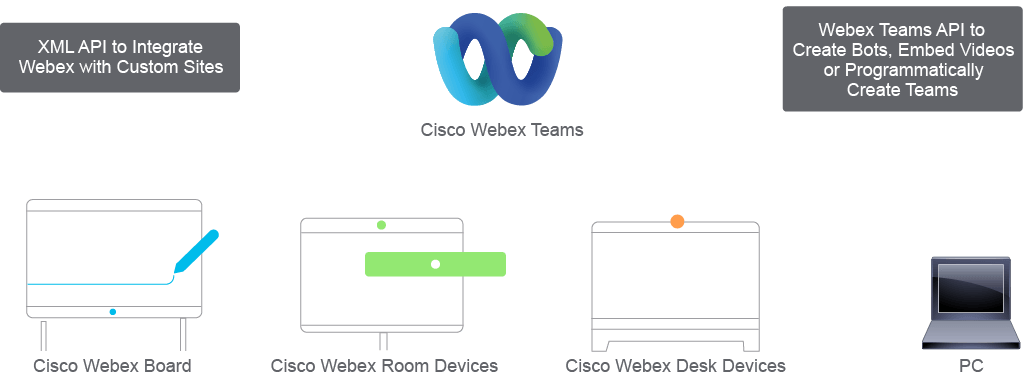 XML API to Integrate
Webex with Custom Sites
Cisco Webex Teams
Webex Teams API to
Create Bots, Embed Videos
or Programmatically
Create Teams
Cisco Webex Board
Cisco Webex Room Devices
Cisco Webex Desk Devices
PC